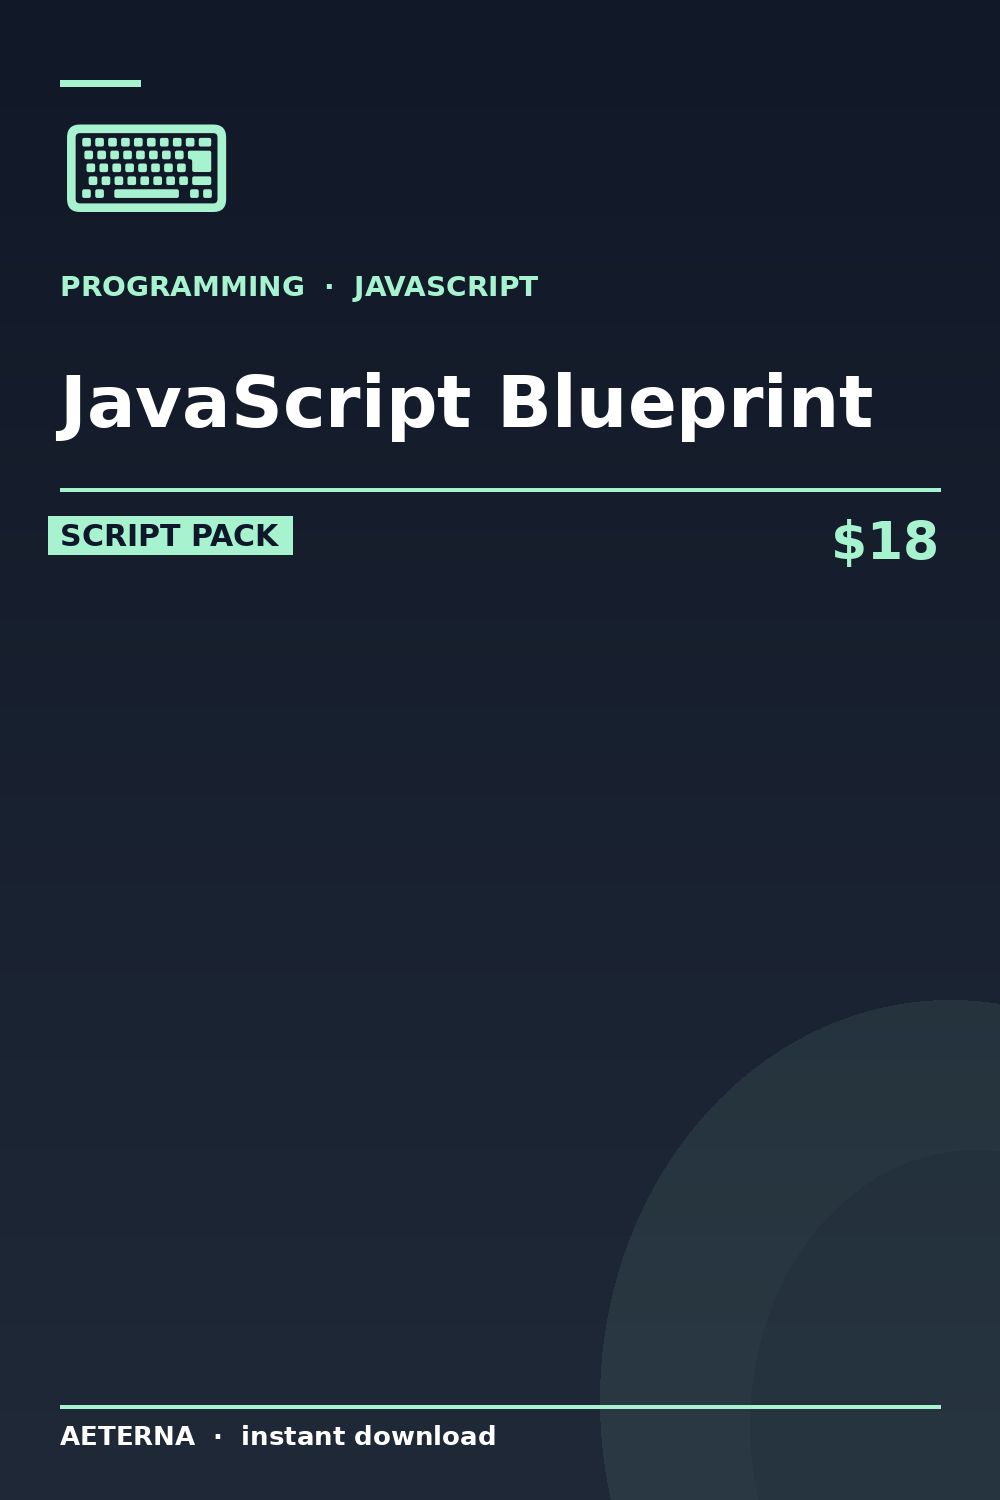 PROGRAMMING · JAVASCRIPT
JavaScript Blueprint
SCRIPT PACK
$18
AETERNA · instant download